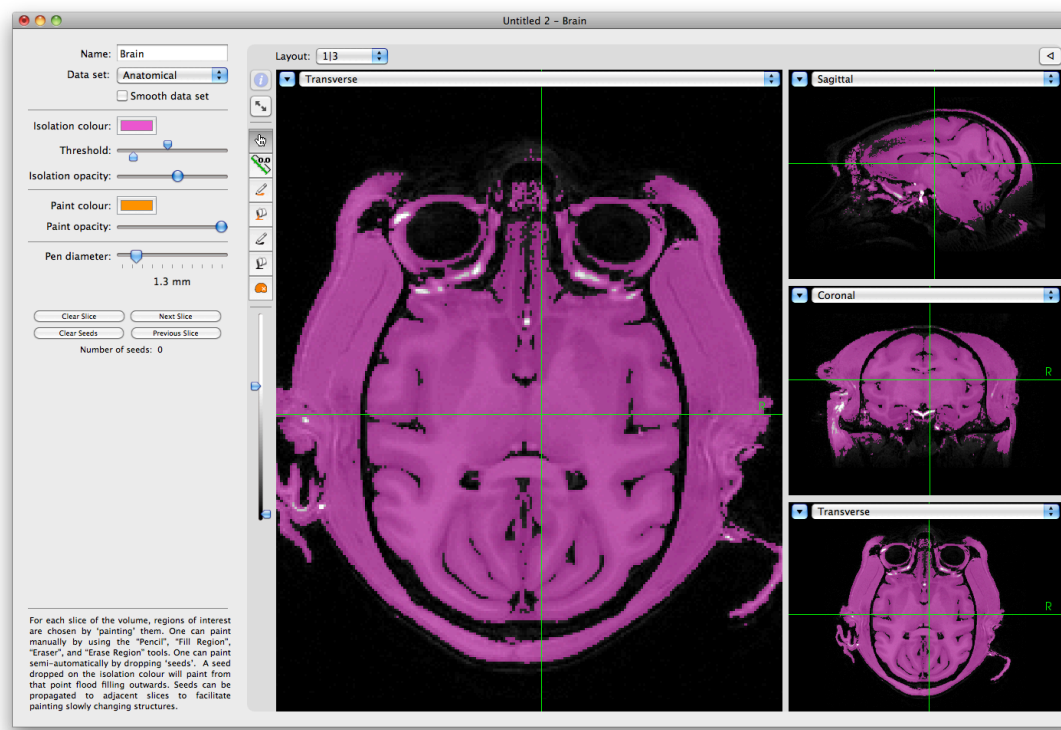 Untitled 2 – Brain
Name: Brain
Data set: Anatomical
Smooth data set
Isolation colour:
Threshold:
Isolation opacity:
Paint colour:
Paint opacity:
Pen diameter:
1.3 mm
Clear Slice Next Slice
Clear Seeds Previous Slice
Number of seeds: 0
For each slice of the volume, regions of interest
are chosen by ‘painting’ them. One can paint
manually by using the “Pencil”, “Fill Region”,
“Eraser”, and “Erase Region” tools. One can paint
semi-automatically by dropping ‘seeds’. A seed
dropped on the isolation colour will paint from
that point flood filling outwards. Seeds can be
propagated to adjacent slices to facilitate
painting slowly changing structures.
Layout: 1|3
0.0
Transverse
R
Sagittal
Coronal
R
Transverse
R